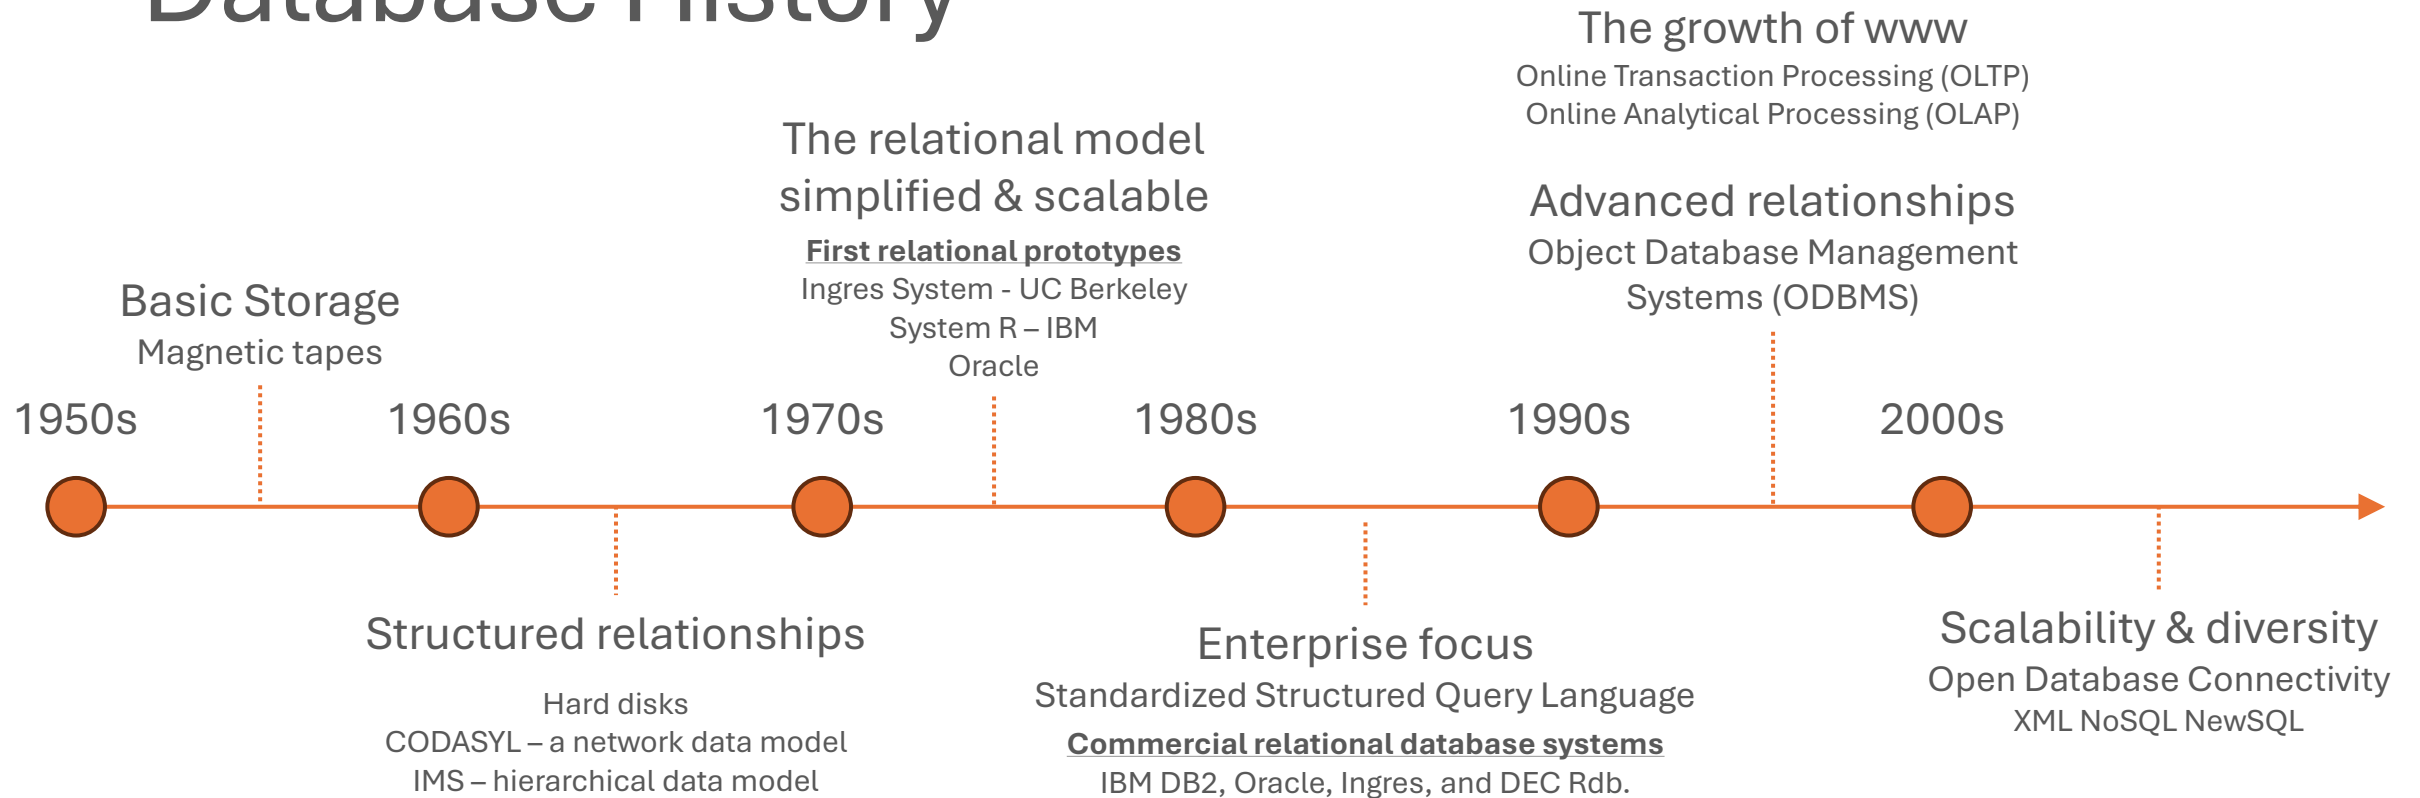 Database History
The growth of www
Online Transaction Processing (OLTP)
Online Analytical Processing (OLAP)
Advanced relationships
Object Database Management
Systems (ODBMS)
The relational model
simplified & scalable
First relational prototypes
Ingres System - UC Berkeley
System R – IBM
Oracle
Basic Storage
Magnetic tapes
1950s
1960s
1970s
1980s
1990s
2000s
Structured relationships
Hard disks
CODASYL – a network data model
IMS – hierarchical data model
Enterprise focus
Standardized Structured Query Language
Commercial relational database systems
IBM DB2, Oracle, Ingres, and DEC Rdb.
Scalability & diversity
Open Database Connectivity
XML NoSQL NewSQL